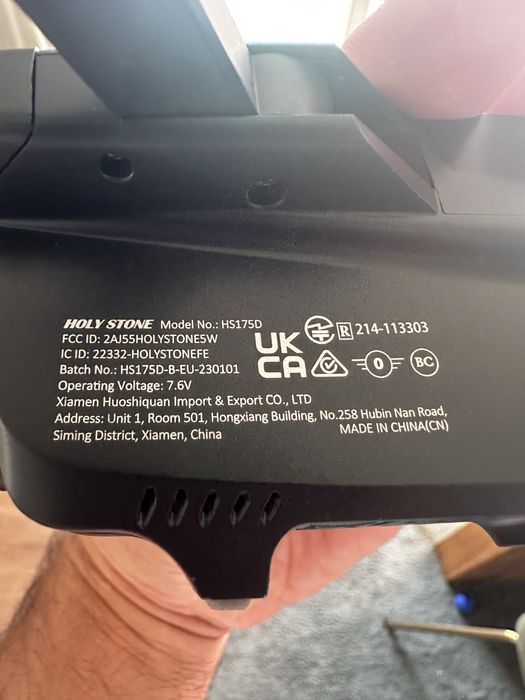 HOLY STONE Model No.: HS175D
FCC ID: 2AJ55HOLYSTONE5W
IC ID: 22332-HOLYSTONEFE
Batch No.: HS175D-B-EU-230101
Operating Voltage: 7.6V
Xiamen Huoshiquan Import & Export CO., LTD
Address: Unit 1, Room 501, Hongxiang Building, No.258 Hubin Nan Road,
Siming District, Xiamen, China
MADE IN CHINA(CN)
UK
CA
R 214-113303
0
BC